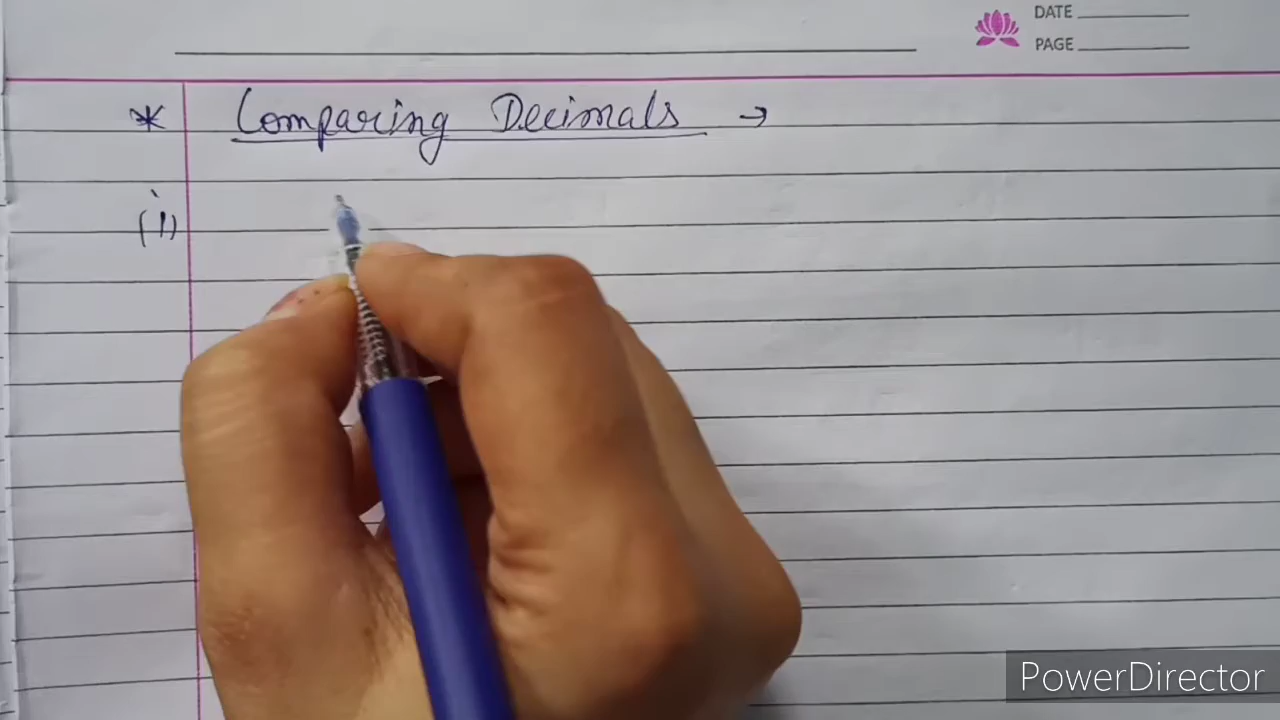 DATE
PAGE
* Comparing Decimals →
(i)
PowerDirector